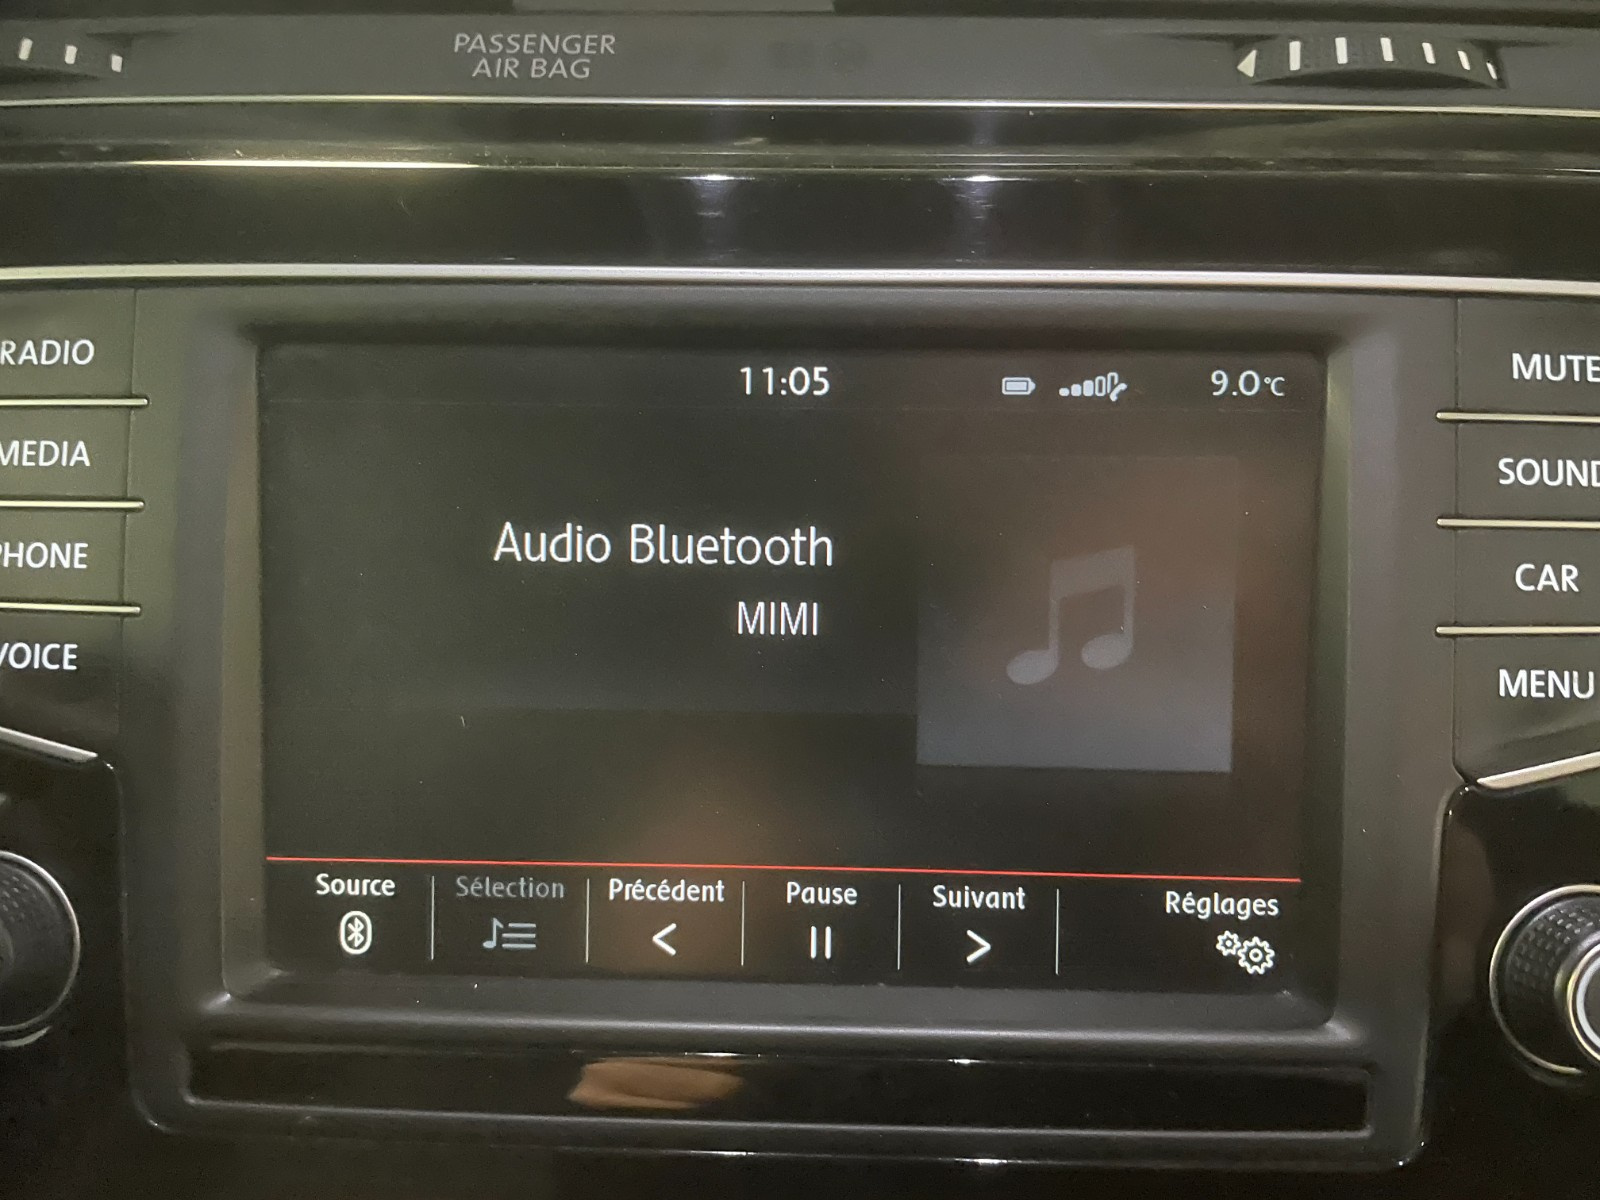 PASSENGER
AIR BAG
RADIO
MEDIA
PHONE
VOICE
11:05
9.0°C
Audio Bluetooth
MIMI
Source
Sélection
Précédent
Pause
Suivant
Réglages
MUTE
SOUND
CAR
MENU